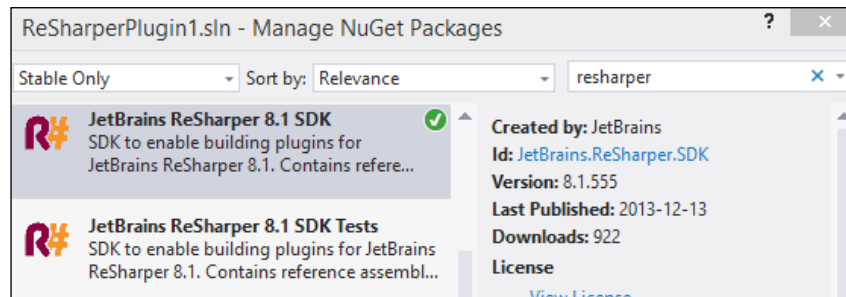 ReSharperPlugin1.sln - Manage NuGet Packages ? ×
Stable Only Sort by: Relevance resharper ×
R# JetBrains ReSharper 8.1 SDK
SDK to enable building plugins for
JetBrains ReSharper 8.1. Contains refere...
R# JetBrains ReSharper 8.1 SDK Tests
SDK to enable building plugins for JetBrains
ReSharper 8.1. Contains reference assembl...
Created by: JetBrains
Id: JetBrains.ReSharper.SDK
Version: 8.1.555
Last Published: 2013-12-13
Downloads: 922
License
View License